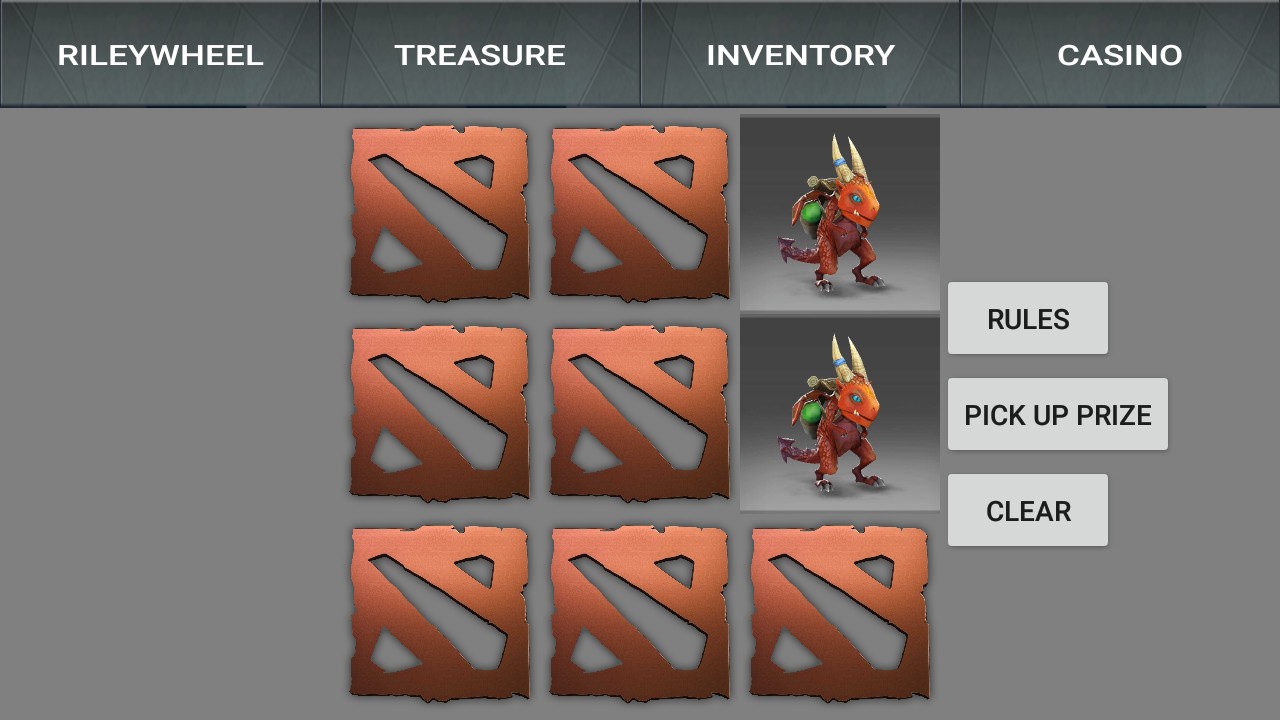 RILEYWHEEL
TREASURE
INVENTORY
CASINO
RULES
PICK UP PRIZE
CLEAR